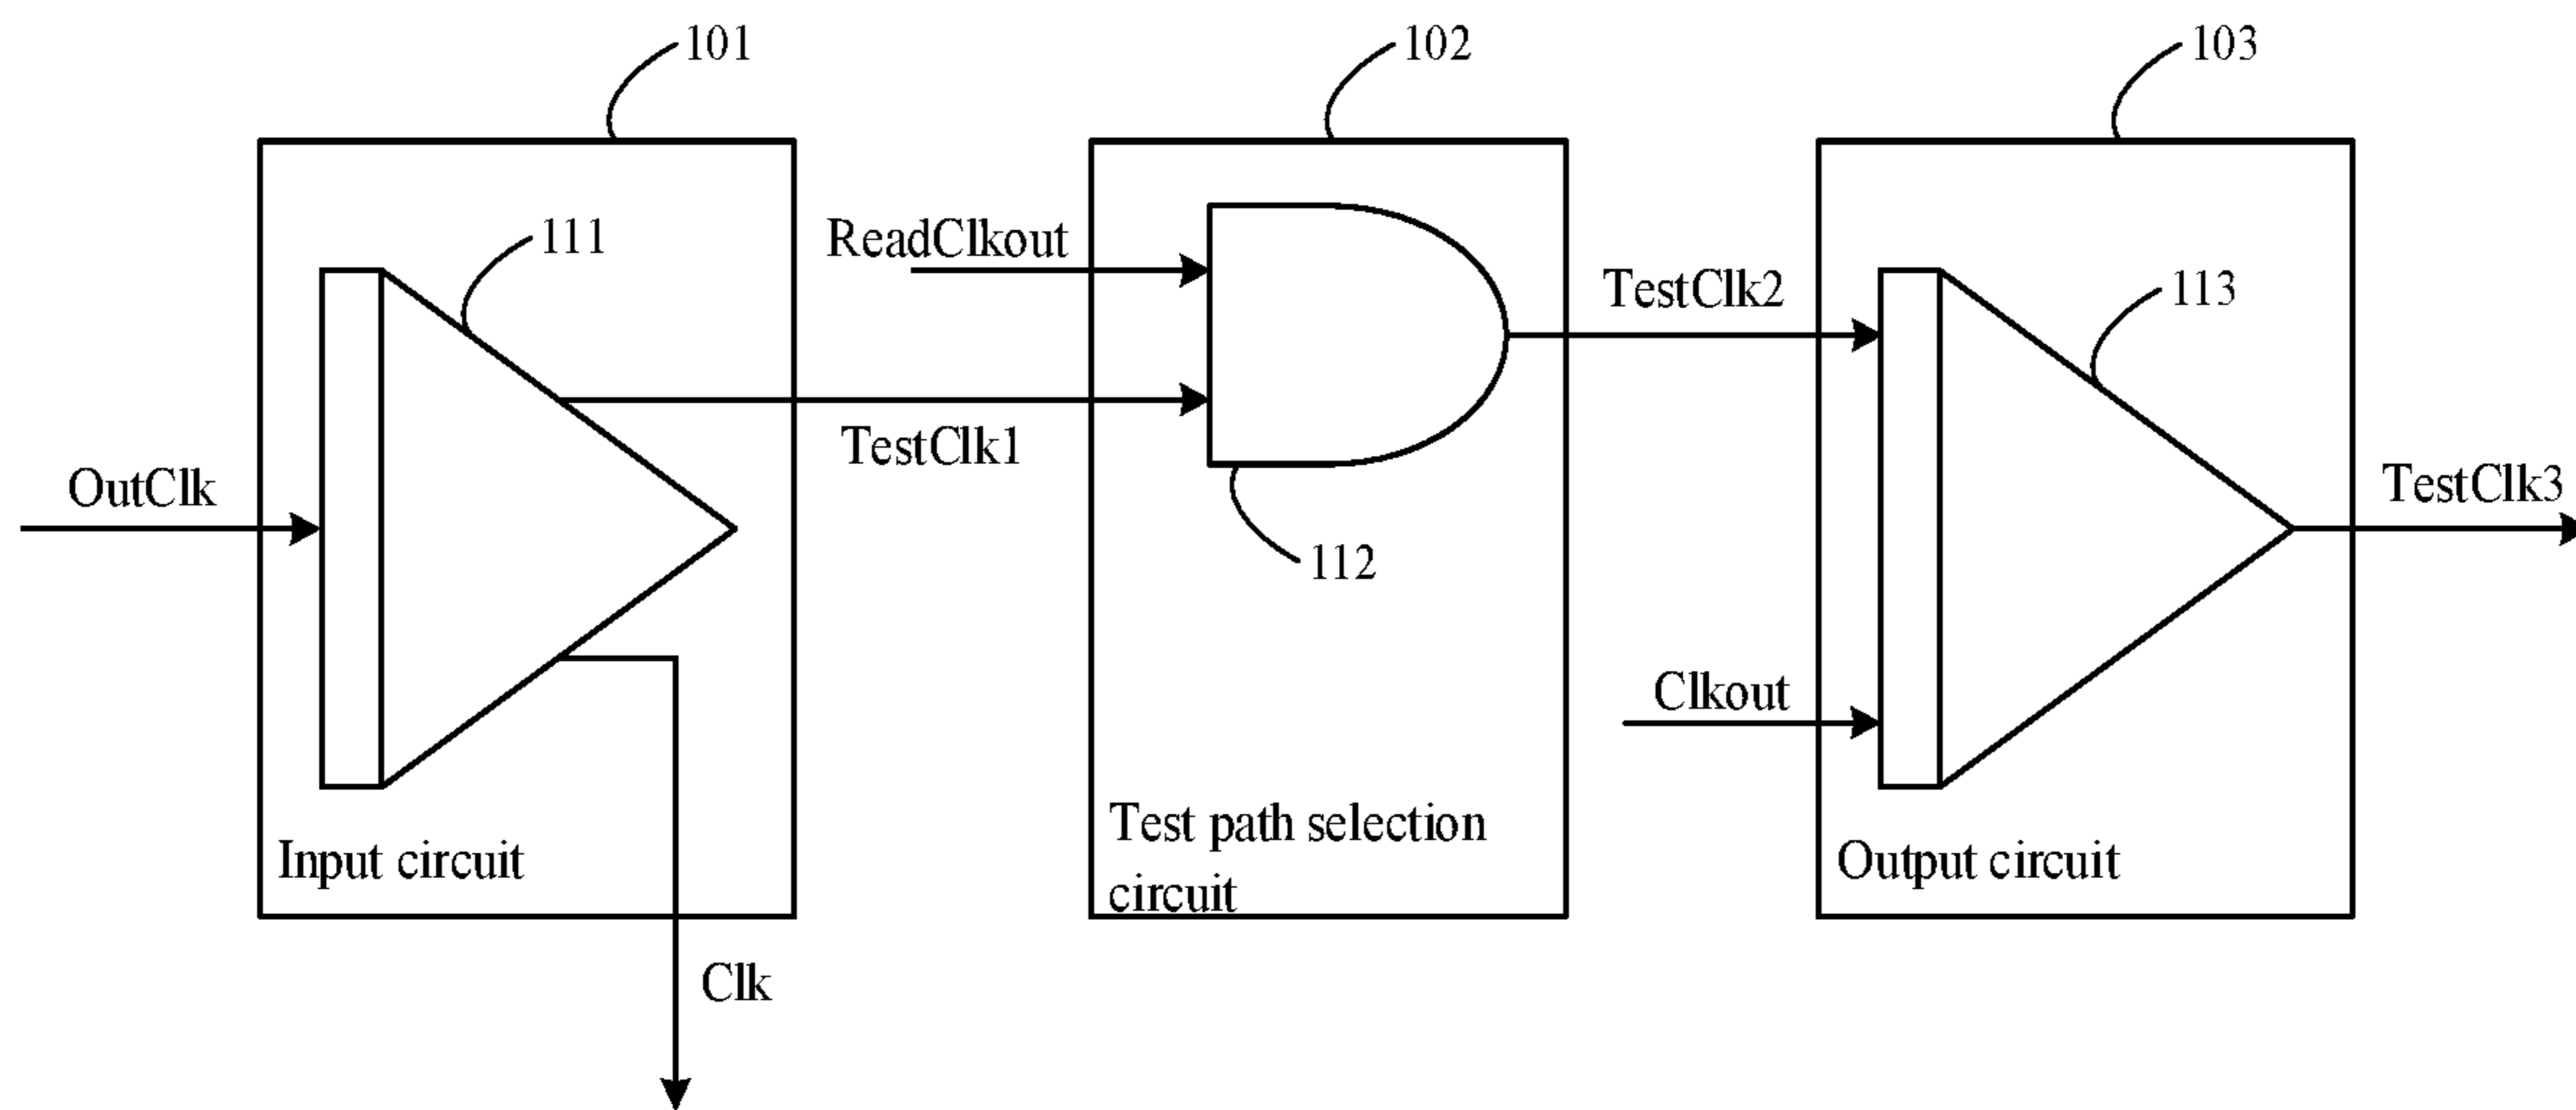 101
102
103
111
ReadClkout
TestClk2
113
TestClk1
OutClk
TestClk3
112
Clkout
Test path selection
circuit
Input circuit
Output circuit
Clk